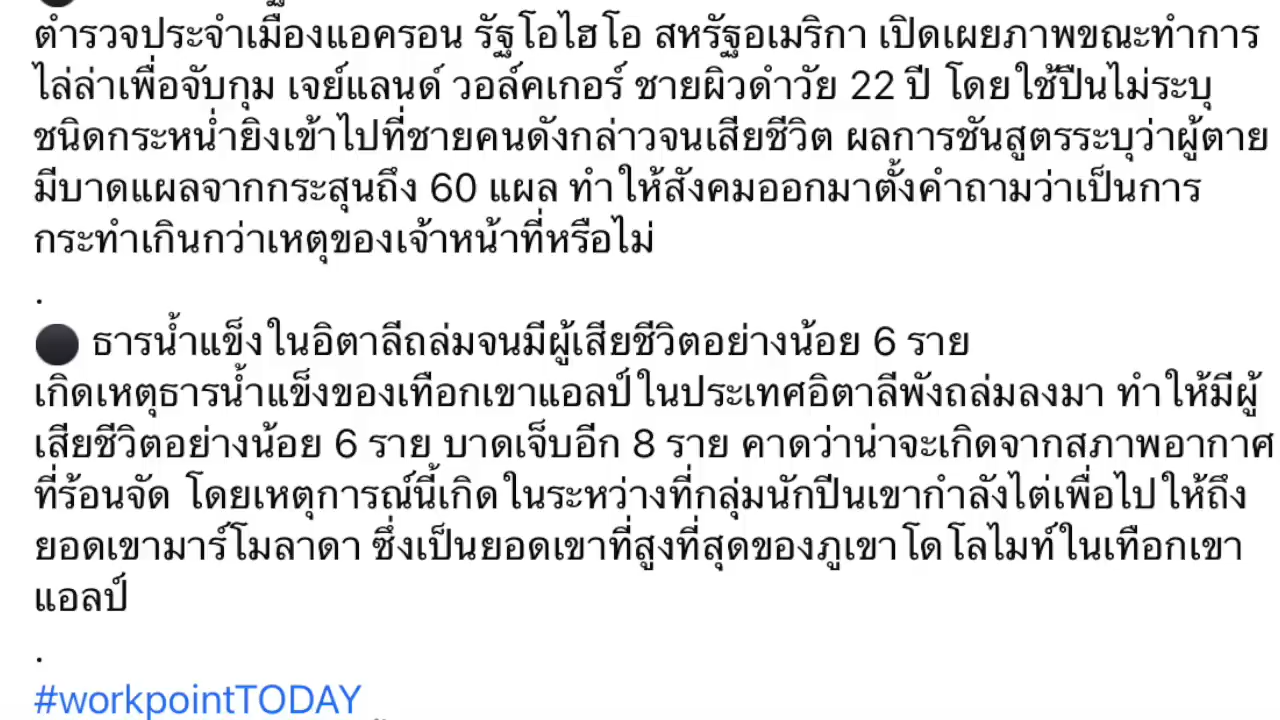 ตำรวจประจำเมืองแอครอน รัฐโอไฮโอ สหรัฐอเมริกา เปิดเผยภาพขณะทำการ
ไล่ล่าเพื่อจับกุม เจย์แลนด์ วอล์คเกอร์ ชายผิวดำวัย 22 ปี โดยใช้ปืนไม่ระบุ
ชนิดกระหน่ำยิงเข้าไปที่ชายคนดังกล่าวจนเสียชีวิต ผลการชันสูตรระบุว่าผู้ตาย
มีบาดแผลจากกระสุนถึง 60 แผล ทำให้สังคมออกมาตั้งคำถามว่าเป็นการ
กระทำเกินกว่าเหตุของเจ้าหน้าที่หรือไม่
.
⚫ ธารน้ำแข็งในอิตาลีถล่มจนมีผู้เสียชีวิตอย่างน้อย 6 ราย
เกิดเหตุธารน้ำแข็งของเทือกเขาแอลป์ในประเทศอิตาลีพังถล่มลงมา ทำให้มีผู้
เสียชีวิตอย่างน้อย 6 ราย บาดเจ็บอีก 8 ราย คาดว่าน่าจะเกิดจากสภาพอากาศ
ที่ร้อนจัด โดยเหตุการณ์นี้เกิดในระหว่างที่กลุ่มนักปีนเขากำลังไต่เพื่อไปให้ถึง
ยอดเขามาร์โมลาดา ซึ่งเป็นยอดเขาที่สูงที่สุดของภูเขาโดโลไมท์ในเทือกเขา
แอลป์
.
#workpointTODAY